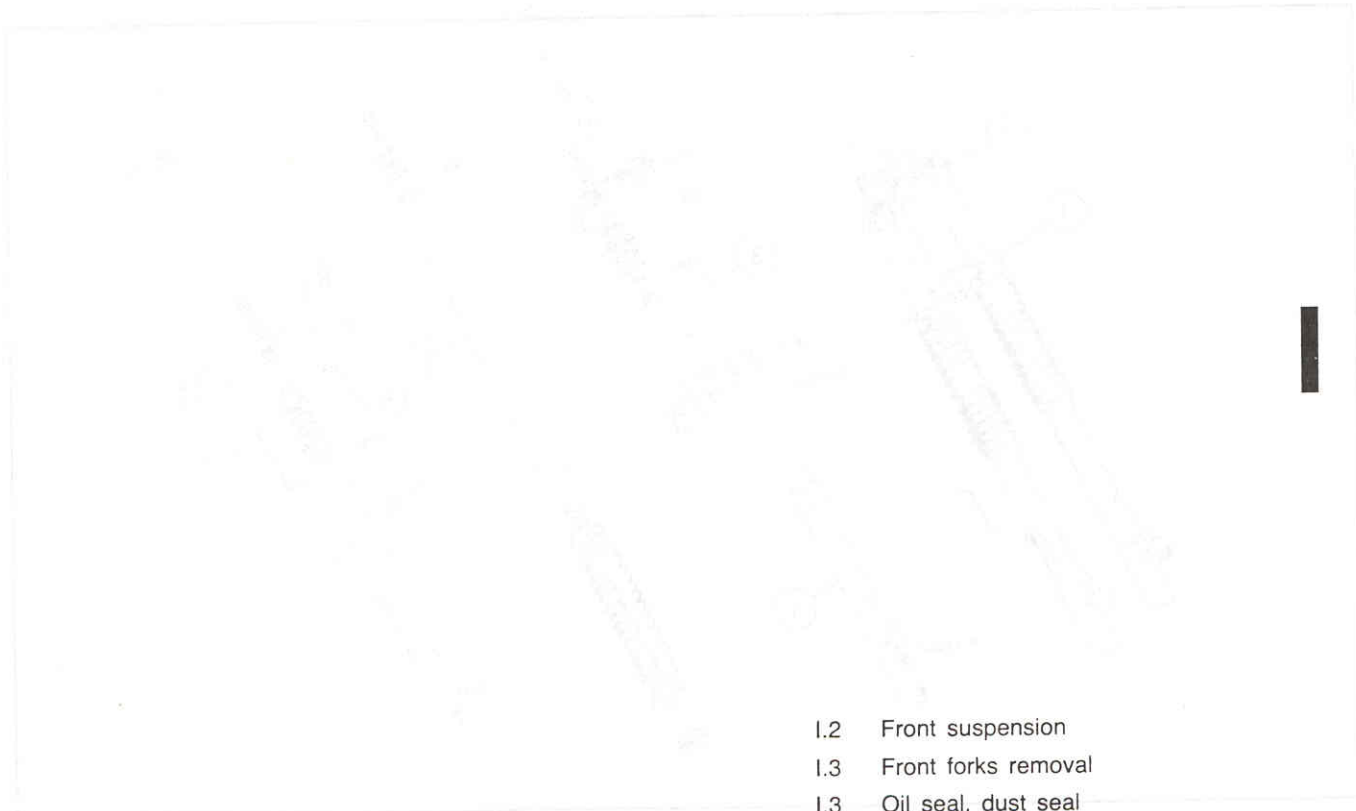 I.2 Front suspension
I.3 Front forks removal
I.3 Oil seal, dust seal